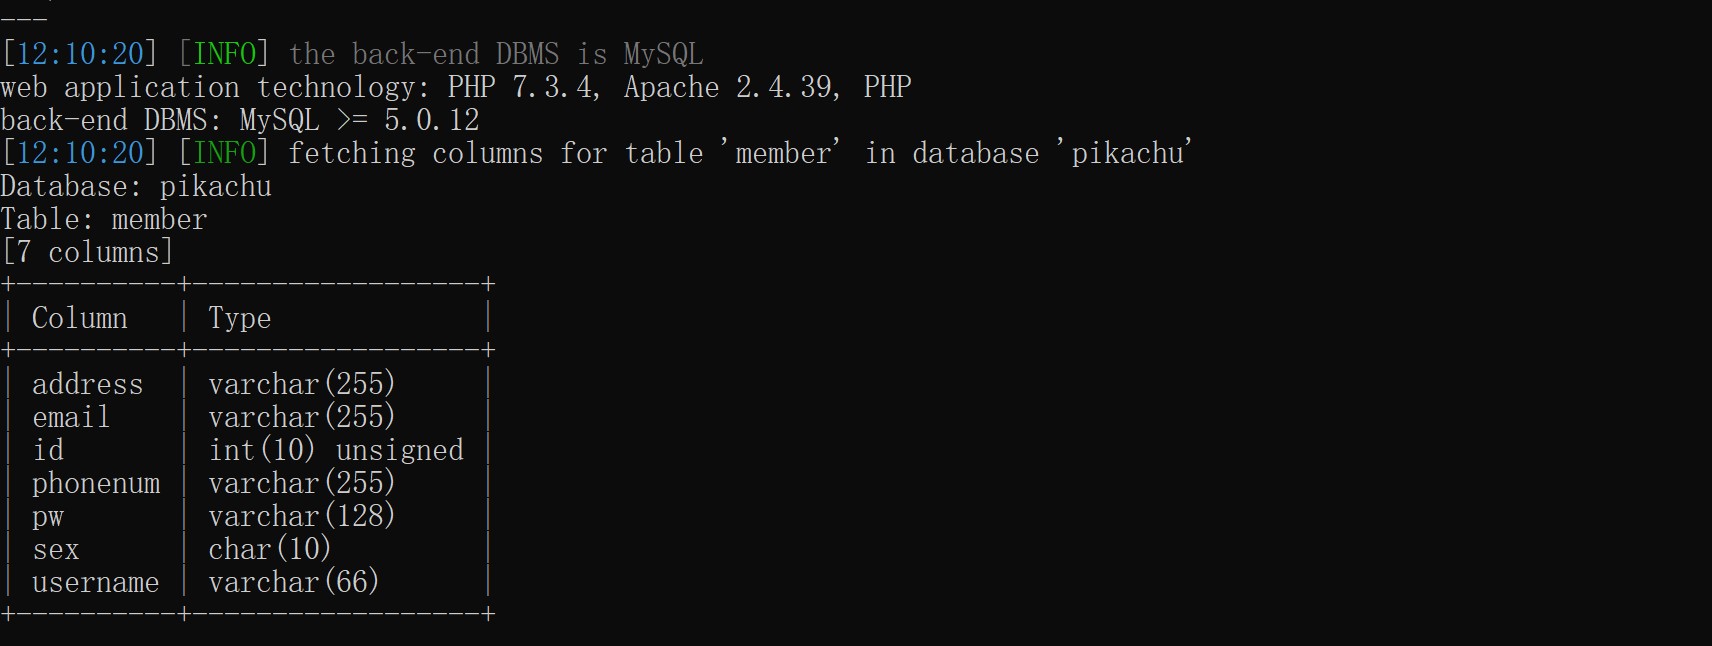 ---
[12:10:20] [INFO] the back-end DBMS is MySQL
web application technology: PHP 7.3.4, Apache 2.4.39, PHP
back-end DBMS: MySQL >= 5.0.12
[12:10:20] [INFO] fetching columns for table 'member' in database 'pikachu'
Database: pikachu
Table: member
[7 columns]
+----------+------------------+
| Column   | Type             |
+----------+------------------+
| address  | varchar(255)     |
| email    | varchar(255)     |
| id       | int(10) unsigned |
| phonenum | varchar(255)     |
| pw       | varchar(128)     |
| sex      | char(10)         |
| username | varchar(66)      |
+----------+------------------+